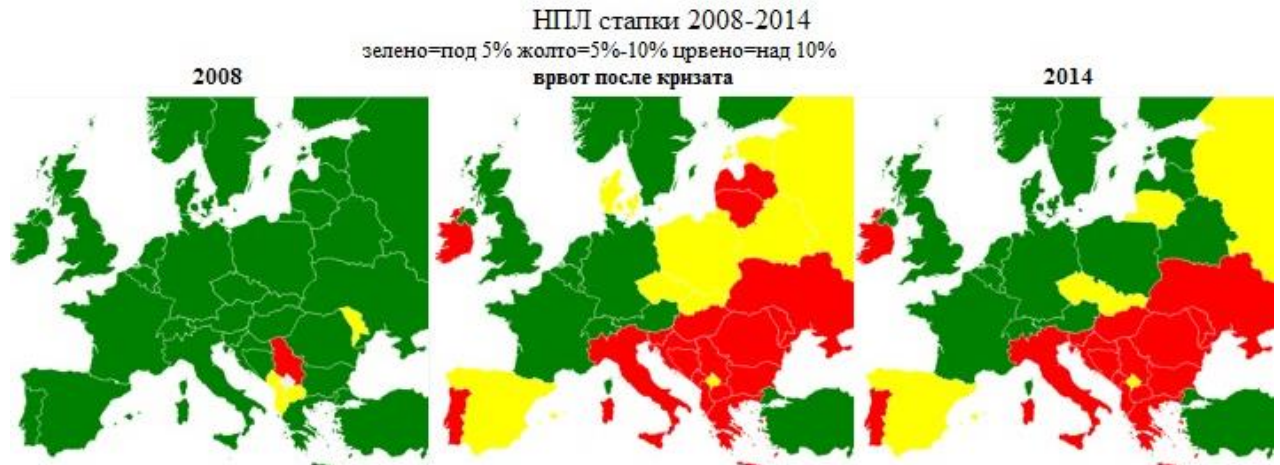 НПЛ стапки 2008-2014
зелено=под 5% жолто=5%-10% црвено=над 10%
2008
врвот после кризата
2014